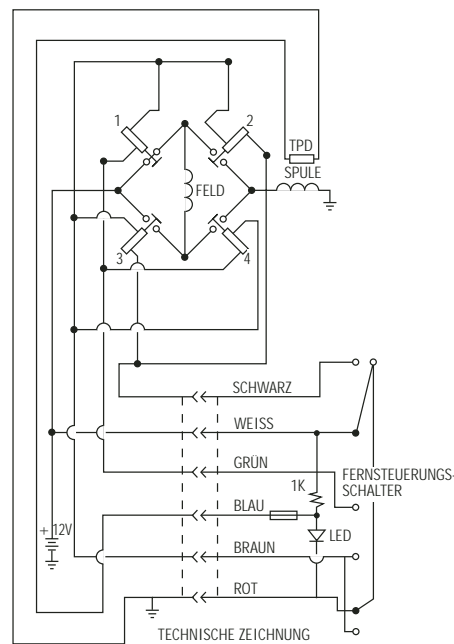 1
2
TPD
SPULE
FELD
3
4
SCHWARZ
WEISS
GRÜN
FERNSTEUERUNGS-
SCHALTER
1K
BLAU
LED
+ 12V
BRAUN
ROT
TECHNISCHE ZEICHNUNG